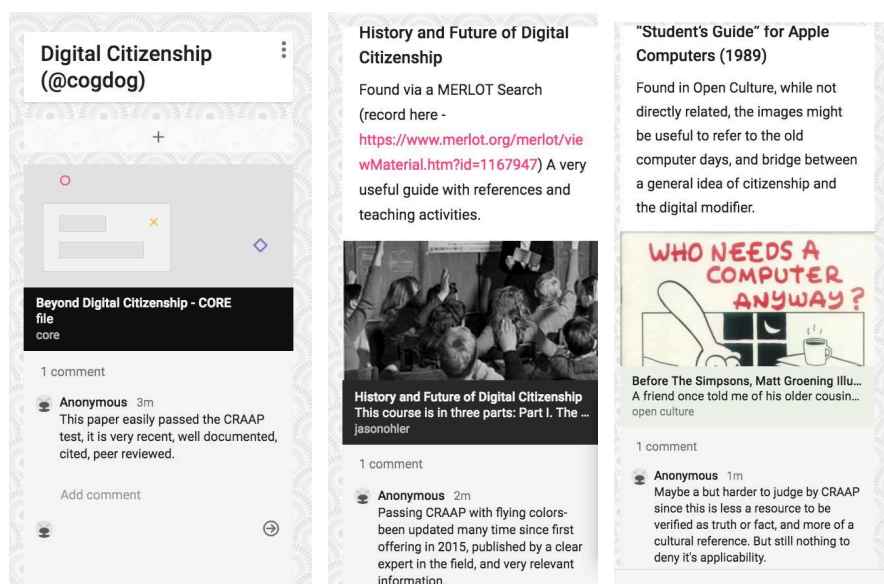 Digital Citizenship
(@cogdog)
+
Beyond Digital Citizenship - CORE
file
core
1 comment
Anonymous 3m
This paper easily passed the CRAAP
test, it is very recent, well documented,
cited, peer reviewed.
Add comment
History and Future of Digital
Citizenship
Found via a MERLOT Search
(record here -
https://www.merlot.org/merlot/vie
wMaterial.htm?id=1167947) A very
useful guide with references and
teaching activities.
History and Future of Digital Citizenship
This course is in three parts: Part I. The ...
jasonohler
1 comment
Anonymous 2m
Passing CRAAP with flying colors-
been updated many time since first
offering in 2015, published by a clear
expert in the field, and very relevant
information.
"Student's Guide" for Apple
Computers (1989)
Found in Open Culture, while not
directly related, the images might
be useful to refer to the old
computer days, and bridge between
a general idea of citizenship and
the digital modifier.
WHO NEEDS A
COMPUTER
ANYWAY?
Before The Simpsons, Matt Groening Illu...
A friend once told me of his older cousin...
open culture
1 comment
Anonymous 1m
Maybe a but harder to judge by CRAAP
since this is less a resource to be
verified as truth or fact, and more of a
cultural reference. But still nothing to
deny it's applicability.